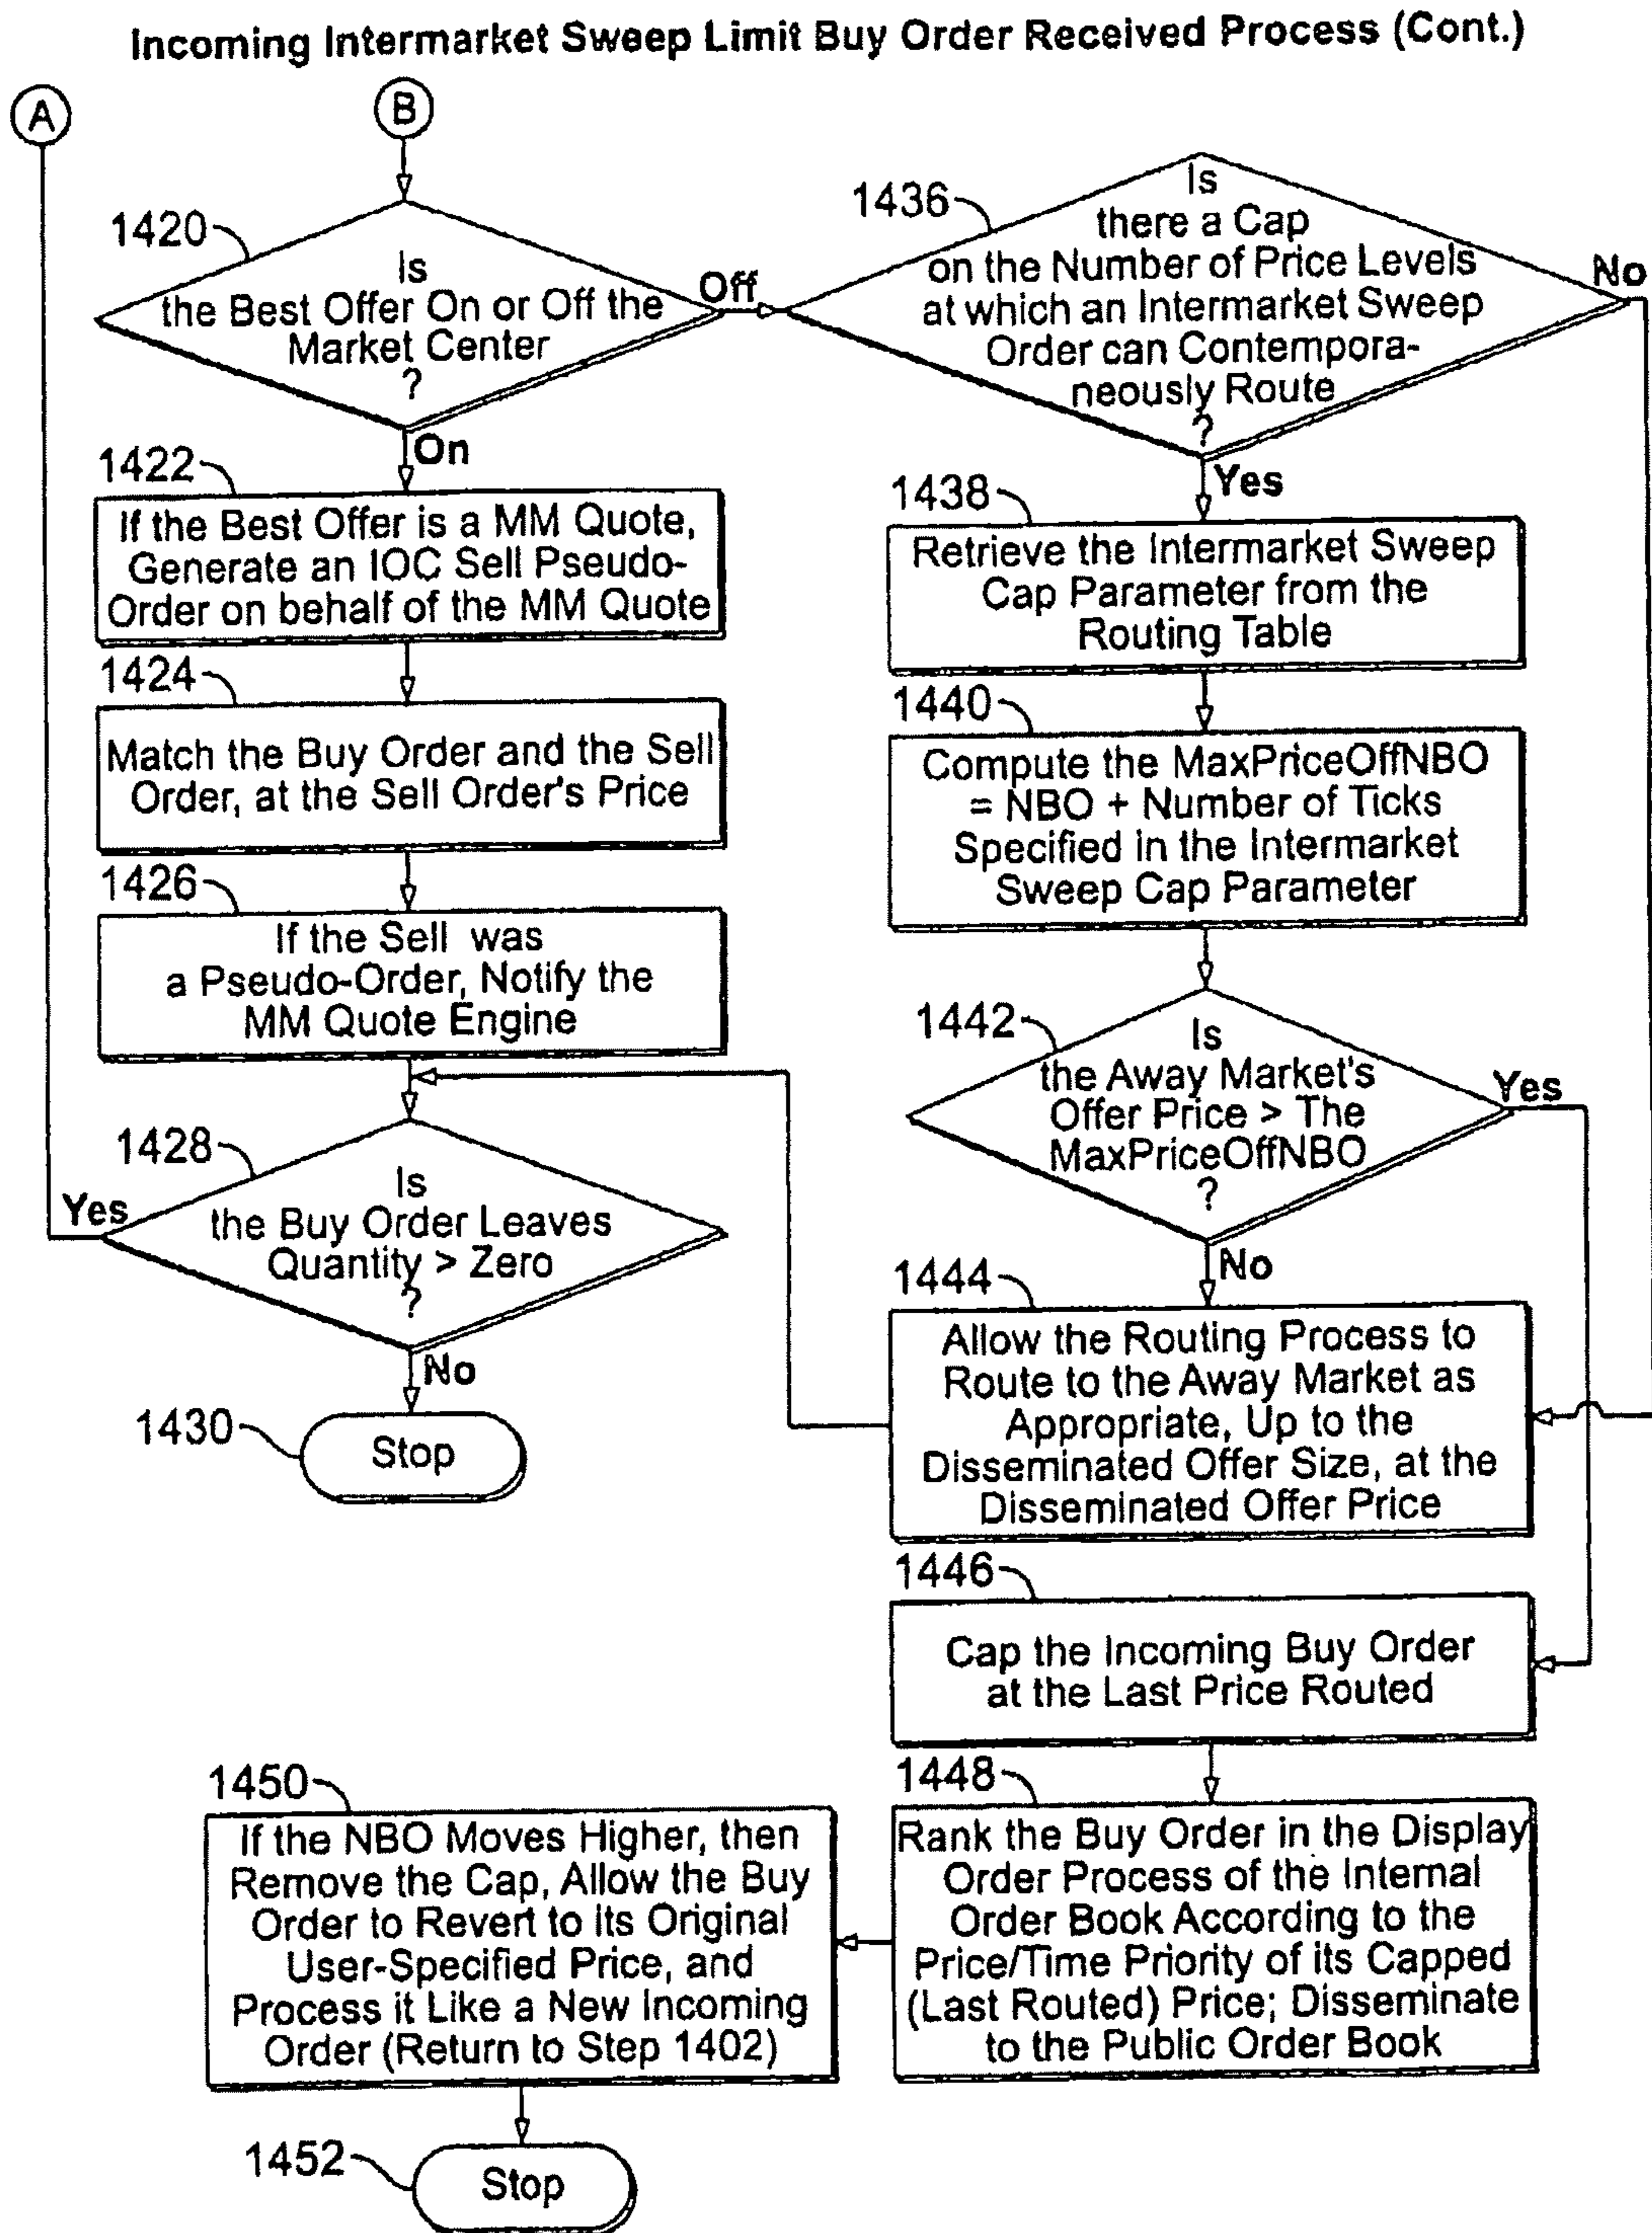 Incoming Intermarket Sweep Limit Buy Order Received Process (Cont.)
A
B
1420
Is
the Best Offer On or Off the
Market Center
?
Off
On
1422
If the Best Offer is a MM Quote,
Generate an IOC Sell Pseudo-
Order on behalf of the MM Quote
1424
Match the Buy Order and the Sell
Order, at the Sell Order's Price
1426
If the Sell was
a Pseudo-Order, Notify the
MM Quote Engine
1428
Is
the Buy Order Leaves
Quantity > Zero
?
Yes
No
1430
Stop
1436
Is
there a Cap
on the Number of Price Levels
at which an Intermarket Sweep
Order can Contempora-
neously Route
?
No
Yes
1438
Retrieve the Intermarket Sweep
Cap Parameter from the
Routing Table
1440
Compute the MaxPriceOffNBO
= NBO + Number of Ticks
Specified in the Intermarket
Sweep Cap Parameter
1442
Is
the Away Market's
Offer Price > The
MaxPriceOffNBO
?
Yes
No
1444
Allow the Routing Process to
Route to the Away Market as
Appropriate, Up to the
Disseminated Offer Size, at the
Disseminated Offer Price
1446
Cap the Incoming Buy Order
at the Last Price Routed
1448
Rank the Buy Order in the Display
Order Process of the Internal
Order Book According to the
Price/Time Priority of its Capped
(Last Routed) Price; Disseminate
to the Public Order Book
1450
If the NBO Moves Higher, then
Remove the Cap, Allow the Buy
Order to Revert to its Original
User-Specified Price, and
Process it Like a New Incoming
Order (Return to Step 1402)
1452
Stop